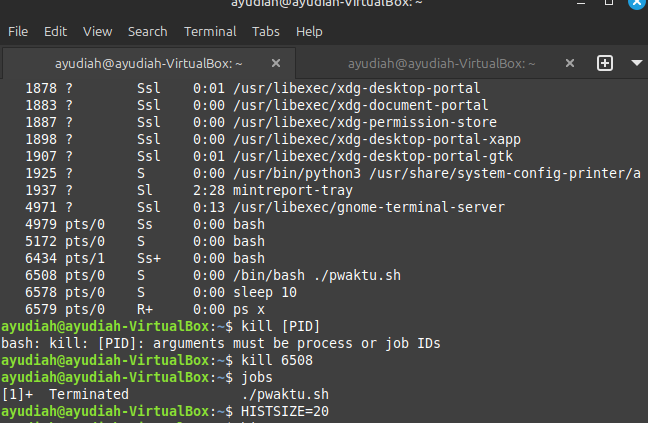 ayudiah@ayudiah-VirtualBox: ~
File Edit View Search Terminal Tabs Help
ayudiah@ayudiah-VirtualBox: ~ × ayudiah@ayudiah-VirtualBox: ~ ×
1878 ? Ssl 0:01 /usr/libexec/xdg-desktop-portal
1883 ? Ssl 0:00 /usr/libexec/xdg-document-portal
1887 ? Ssl 0:00 /usr/libexec/xdg-permission-store
1898 ? Ssl 0:00 /usr/libexec/xdg-desktop-portal-xapp
1907 ? Ssl 0:01 /usr/libexec/xdg-desktop-portal-gtk
1925 ? S 0:00 /usr/bin/python3 /usr/share/system-config-printer/a
1937 ? Sl 2:28 mintreport-tray
4971 ? Ssl 0:13 /usr/libexec/gnome-terminal-server
4979 pts/0 Ss 0:00 bash
5172 pts/0 S 0:00 bash
6434 pts/1 Ss+ 0:00 bash
6508 pts/0 S 0:00 /bin/bash ./pwaktu.sh
6578 pts/0 S 0:00 sleep 10
6579 pts/0 R+ 0:00 ps x
ayudiah@ayudiah-VirtualBox:~$ kill [PID]
bash: kill: [PID]: arguments must be process or job IDs
ayudiah@ayudiah-VirtualBox:~$ kill 6508
ayudiah@ayudiah-VirtualBox:~$ jobs
[1]+ Terminated ./pwaktu.sh
ayudiah@ayudiah-VirtualBox:~$ HISTSIZE=20